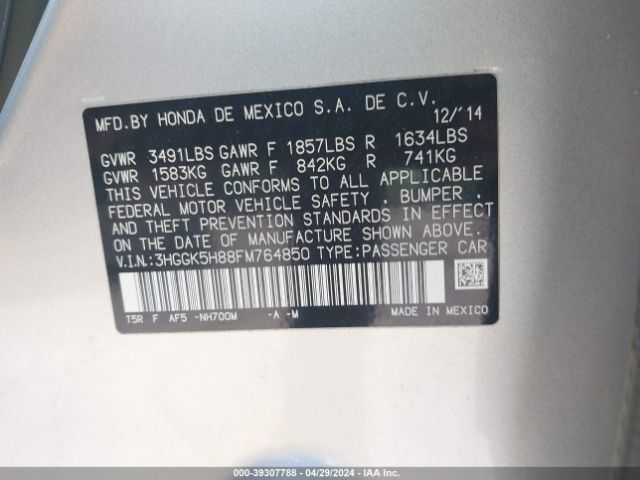 MFD.BY HONDA DE MEXICO S.A. DE C.V.
12/'14
GVWR 3491LBS GAWR F 1857LBS R 1634LBS
GVWR 1583KG GAWR F 842KG R 741KG
THIS VEHICLE CONFORMS TO ALL APPLICABLE
FEDERAL MOTOR VEHICLE SAFETY . BUMPER .
AND THEFT PREVENTION STANDARDS IN EFFECT
ON THE DATE OF MANUFACTURE SHOWN ABOVE.
V.I.N.:3HGGK5H88FM764850 TYPE:PASSENGER CAR
T5R F AF5 -NH700M -A -M MADE IN MEXICO
000-39307788 - 04/29/2024 - IAA Inc.